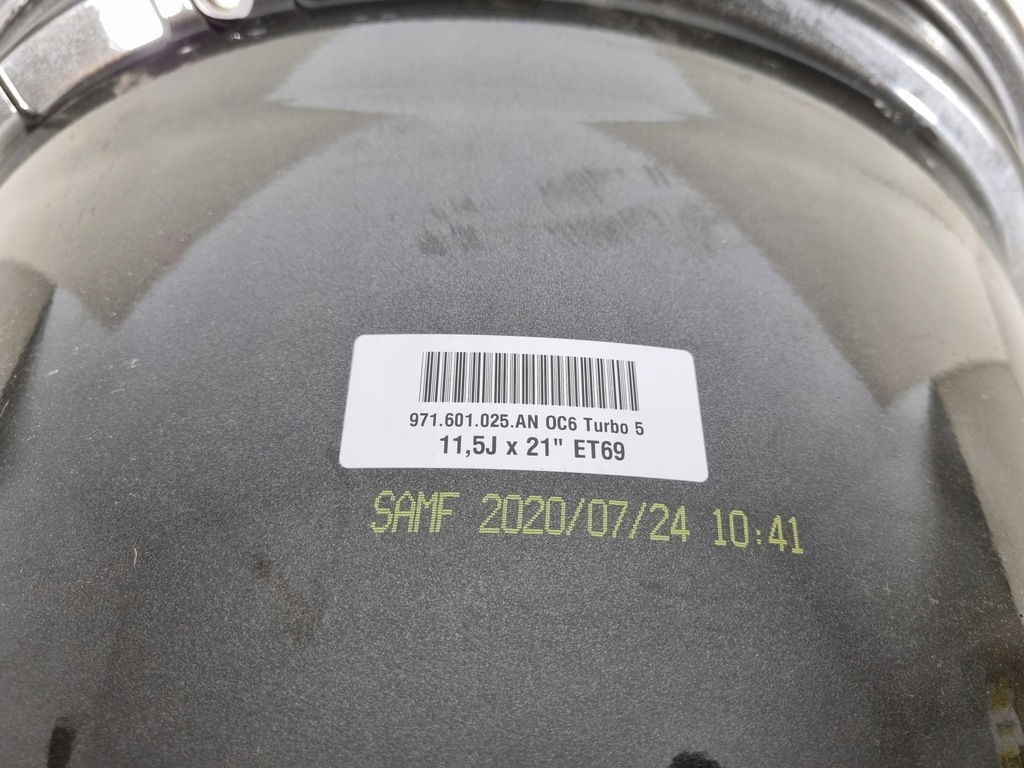 971.601.025.AN OC6 Turbo 5
11,5J x 21" ET69
SAMF 2020/07/24 10:41